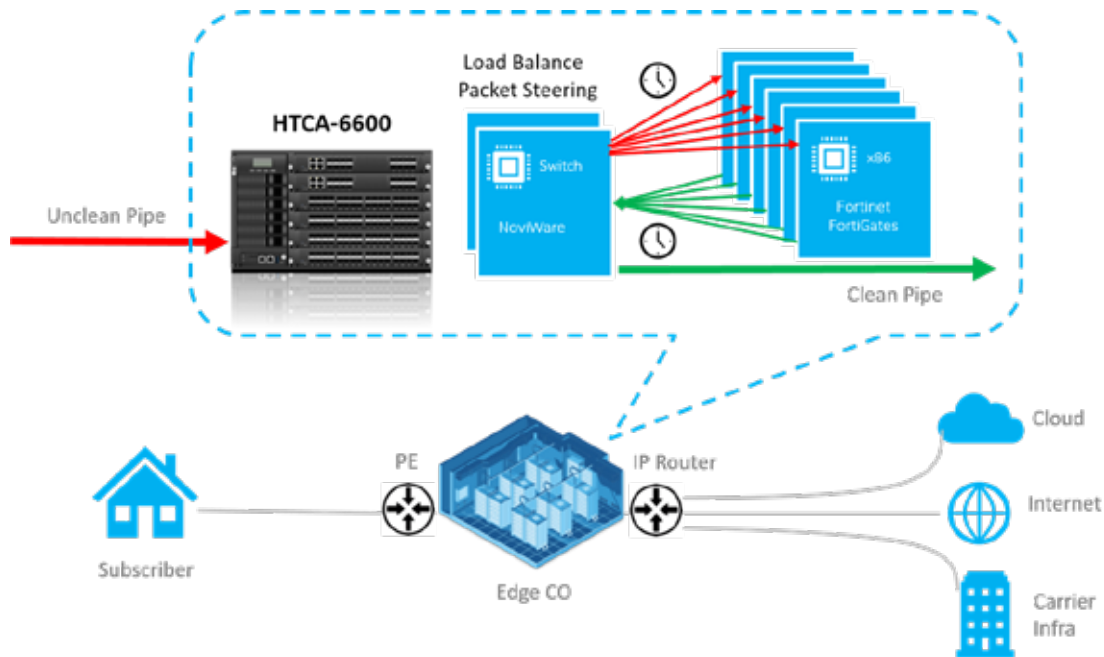 Load Balance
Packet Steering
HTCA-6600
Unclean Pipe
Switch
NoviWare
x86
Fortinet
FortiGates
Clean Pipe
PE
IP Router
Cloud
Internet
Subscriber
Edge CO
Carrier
Infra